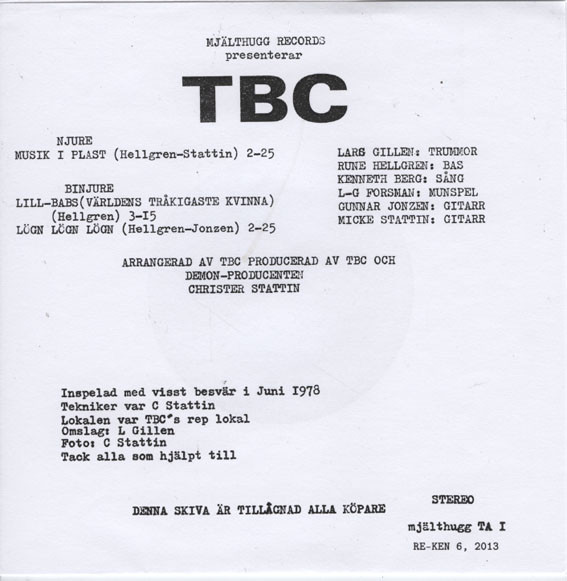 MJÄLTHUGG RECORDS
presenterar
TBC
NJURE
MUSIK I PLAST (Hellgren-Stattin) 2-25
BINJURE
LILL-BABS(VÄRLDENS TRÅKIGASTE KVINNA)
(Hellgren) 3-I5
LÖGN LÖGN LÖGN (Hellgren-Jonzen) 2-25
LARS GILLEN: TRUMMOR
RUNE HELLGREN: BAS
KENNETH BERG: SÅNG
L-G FORSMAN: MUNSPEL
GUNNAR JONZEN: GITARR
MICKE STATTIN: GITARR
ARRANGERAD AV TBC PRODUCERAD AV TBC OCH
DEMON-PRODUCENTEN
CHRISTER STATTIN
Inspelad med visst besvär i Juni I978
Tekniker var C Stattin
Lokalen var TBC"s rep lokal
Omslag: L Gillen
Foto: C Stattin
Tack alla som hjälpt till
DENNA SKIVA ÄR TILLÄGNAD ALLA KÖPARE
STEREO
mjälthugg TA I
RE-KEN 6, 2013